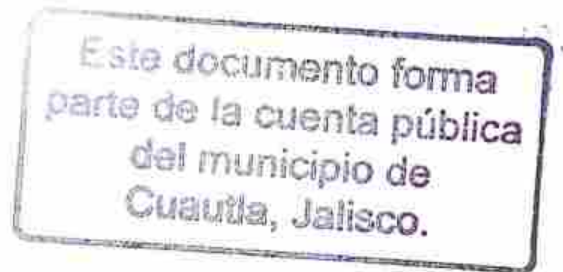 Este documento forma
parte de la cuenta pública
del municipio de
Cuautla, Jalisco.